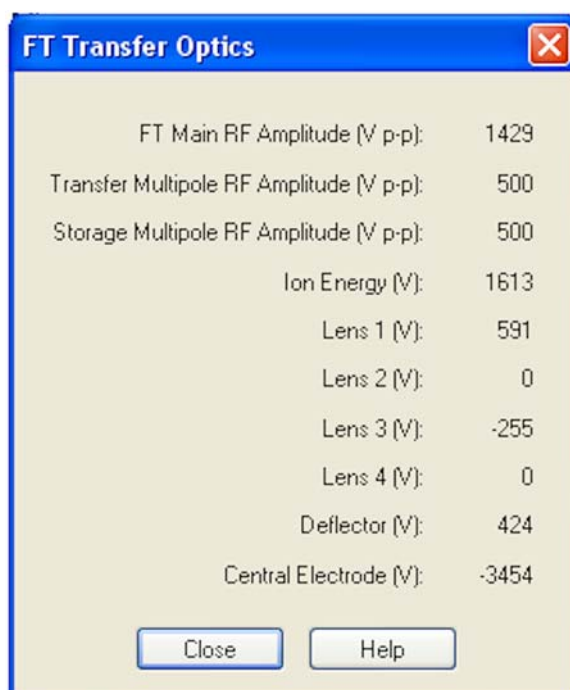 FT Transfer Optics
FT Main RF Amplitude (V p-p): 1429
Transfer Multipole RF Amplitude (V p-p): 500
Storage Multipole RF Amplitude (V p-p): 500
Ion Energy (V): 1613
Lens 1 (V): 591
Lens 2 (V): 0
Lens 3 (V): -255
Lens 4 (V): 0
Deflector (V): 424
Central Electrode (V): -3454
Close Help